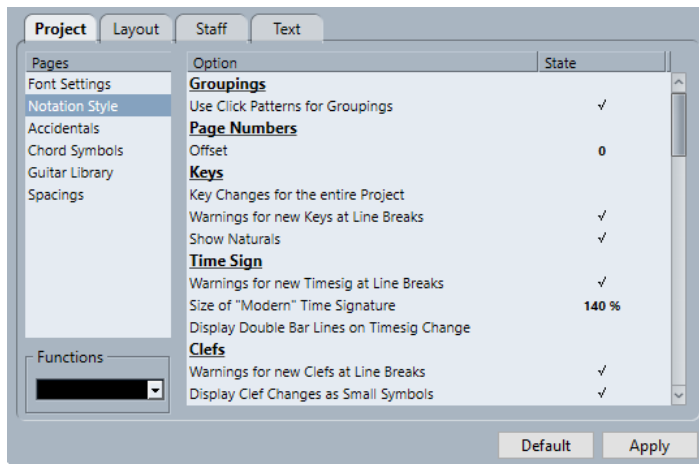 Project Layout Staff Text
Pages
Font Settings
Notation Style
Accidentals
Chord Symbols
Guitar Library
Spacings
Functions
Option State
Groupings
Use Click Patterns for Groupings ✓
Page Numbers
Offset 0
Keys
Key Changes for the entire Project
Warnings for new Keys at Line Breaks ✓
Show Naturals ✓
Time Sign
Warnings for new Timesig at Line Breaks ✓
Size of "Modern" Time Signature 140 %
Display Double Bar Lines on Timesig Change
Clefs
Warnings for new Clefs at Line Breaks ✓
Display Clef Changes as Small Symbols ✓
Default Apply